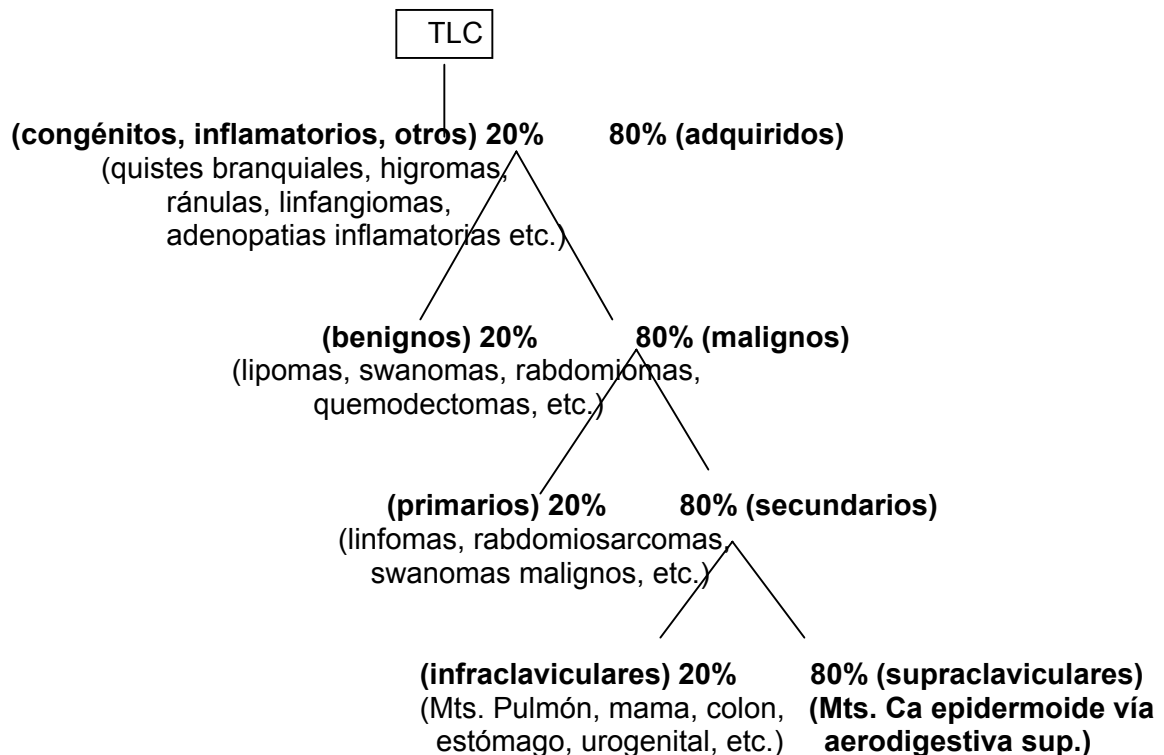 TLC
(congénitos, inflamatorios, otros) 20% 80% (adquiridos)
(quistes branquiales, higromas,
ránulas, linfangiomas,
adenopatias inflamatorias etc.)
(benignos) 20% 80% (malignos)
(lipomas, swanomas, rabdomiomas,
quemodectomas, etc.)
(primarios) 20% 80% (secundarios)
(linfomas, rabdomiosarcomas,
swanomas malignos, etc.)
(infraclaviculares) 20% 80% (supraclaviculares)
(Mts. Pulmón, mama, colon, (Mts. Ca epidermoide vía
estómago, urogenital, etc.) aerodigestiva sup.)